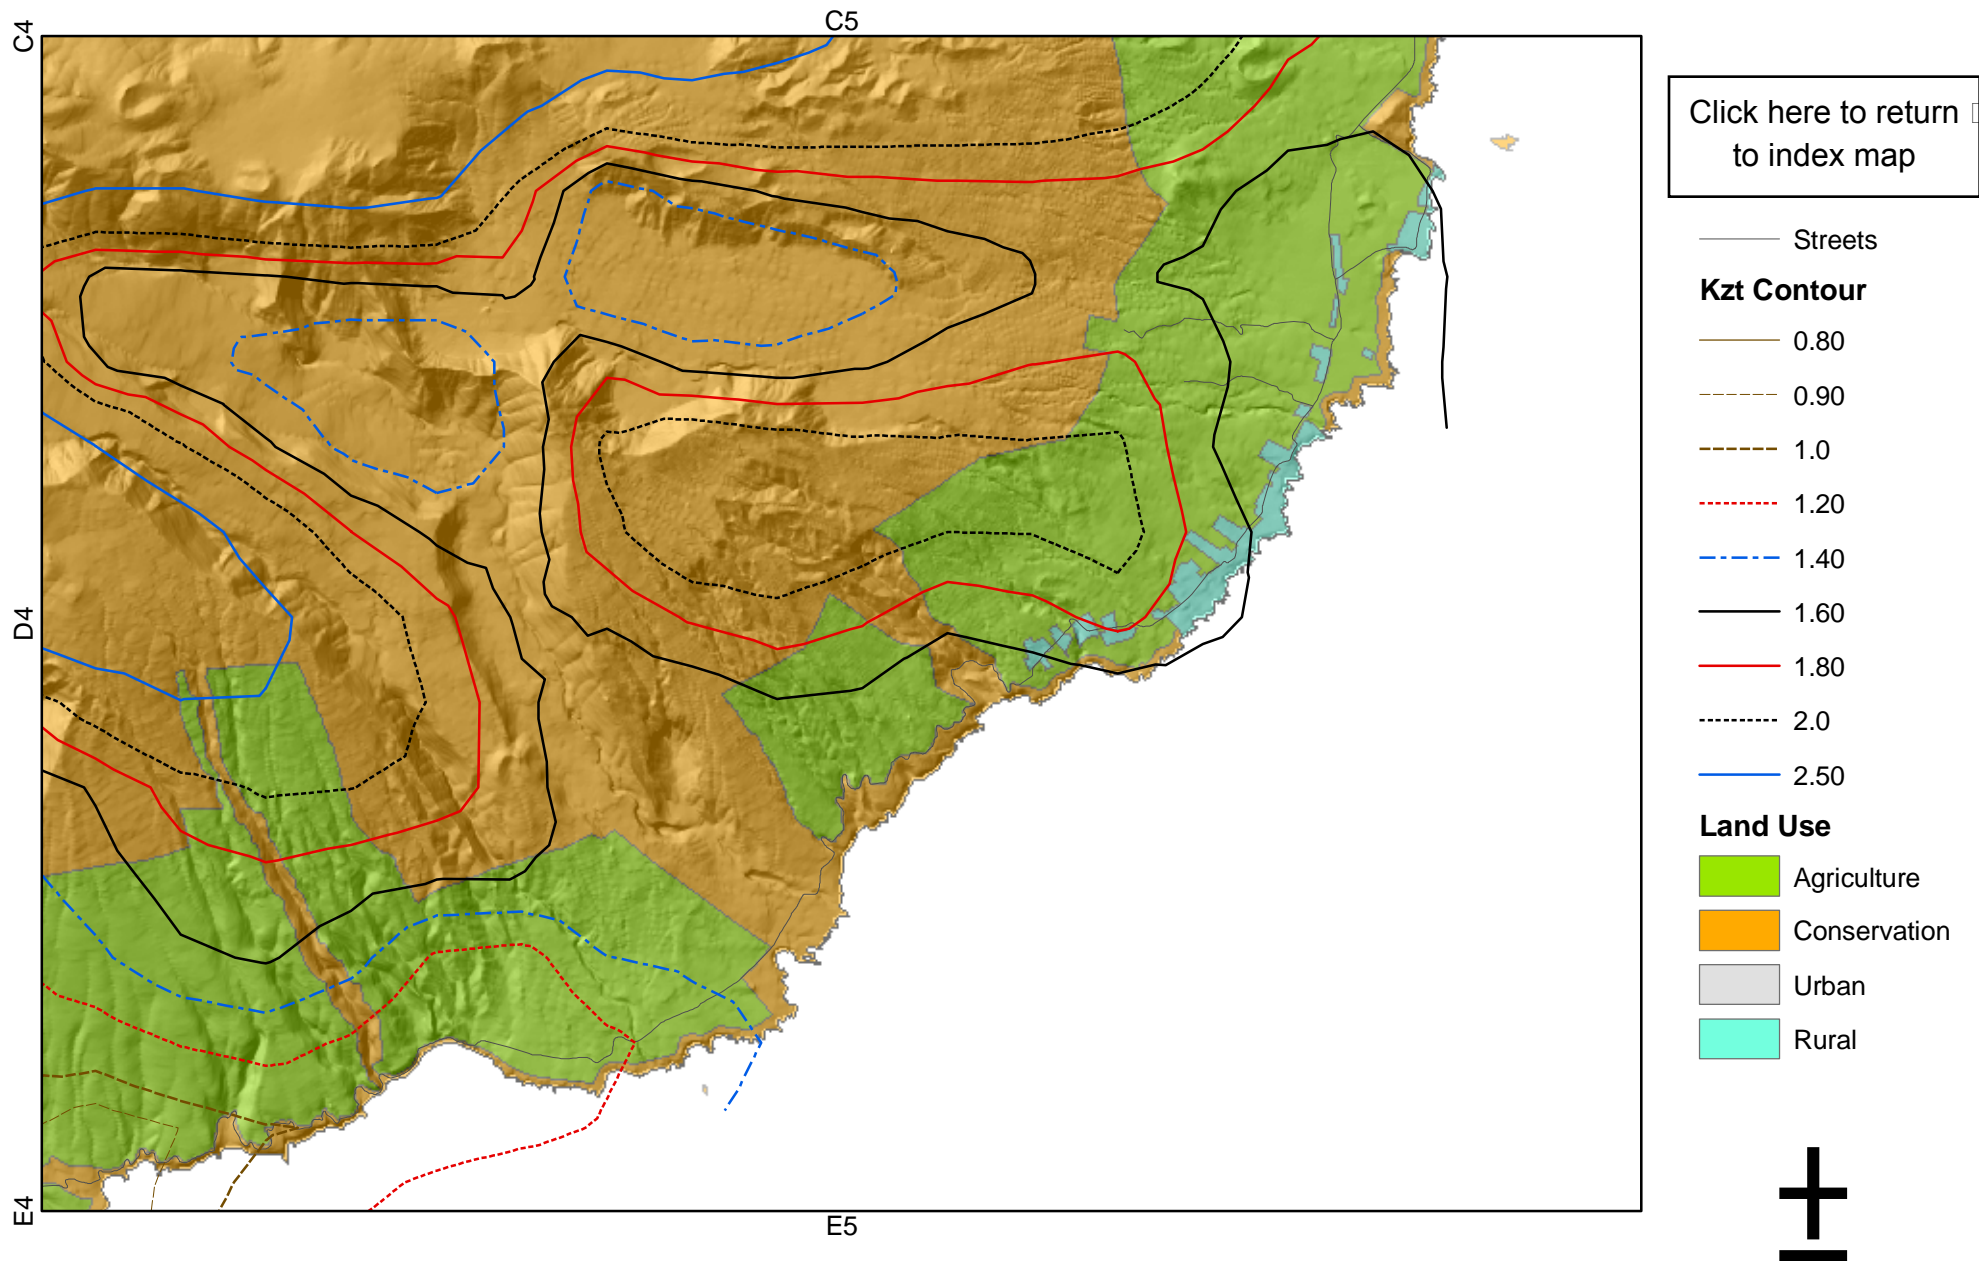 C4
C5
Click here to return
to index map
Streets
Kzt Contour
0.80
0.90
1.0
1.20
1.40
1.60
1.80
2.0
2.50
Land Use
Agriculture
Conservation
Urban
Rural
D4
E4
E5